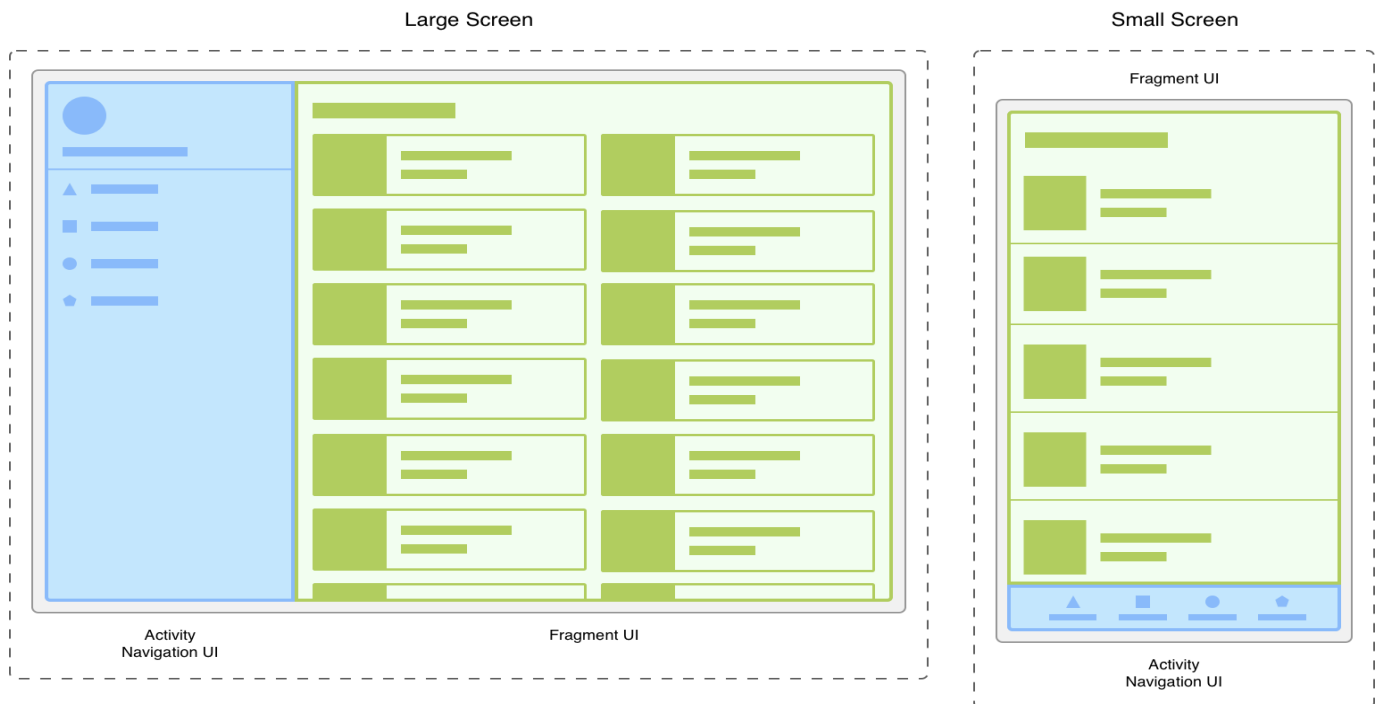 Large Screen
Activity
Navigation UI
Fragment UI
Small Screen
Fragment UI
Activity
Navigation UI